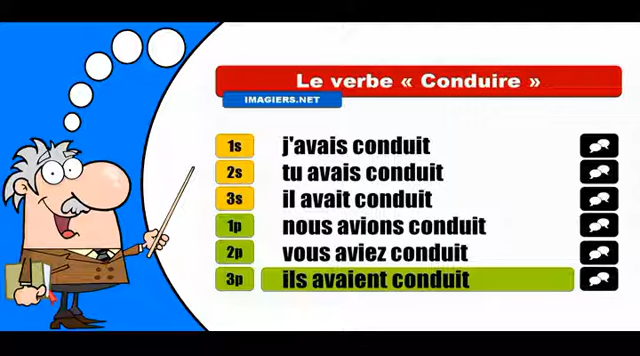 Le verbe « Conduire »
IMAGIERS.NET
1s j'avais conduit
2s tu avais conduit
3s il avait conduit
1p nous avions conduit
2p vous aviez conduit
3p ils avaient conduit